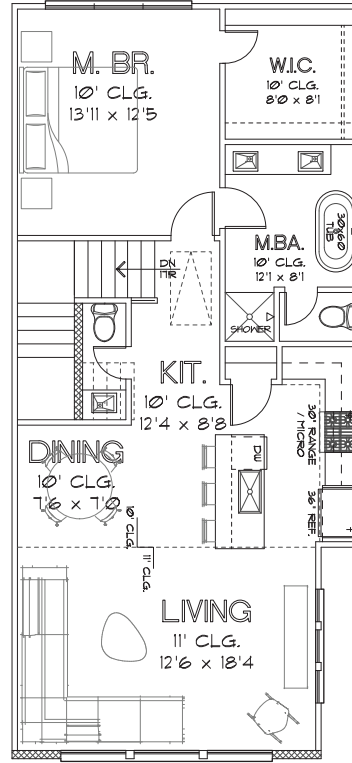 M. BR.
10' CLG.
13'11 x 12'5
W.I.C.
10' CLG.
8'0 x 8'1
M.BA.
10' CLG.
12'1 x 8'1
30x60
TUB
DN
17R
SHOWER
KIT.
10' CLG.
12'4 x 8'8
30" RANGE
/ MICRO
DINING
10' CLG.
7'6 x 7'0
DW
36" REF.
10' CLG.
11' CLG.
LIVING
11' CLG.
12'6 x 18'4